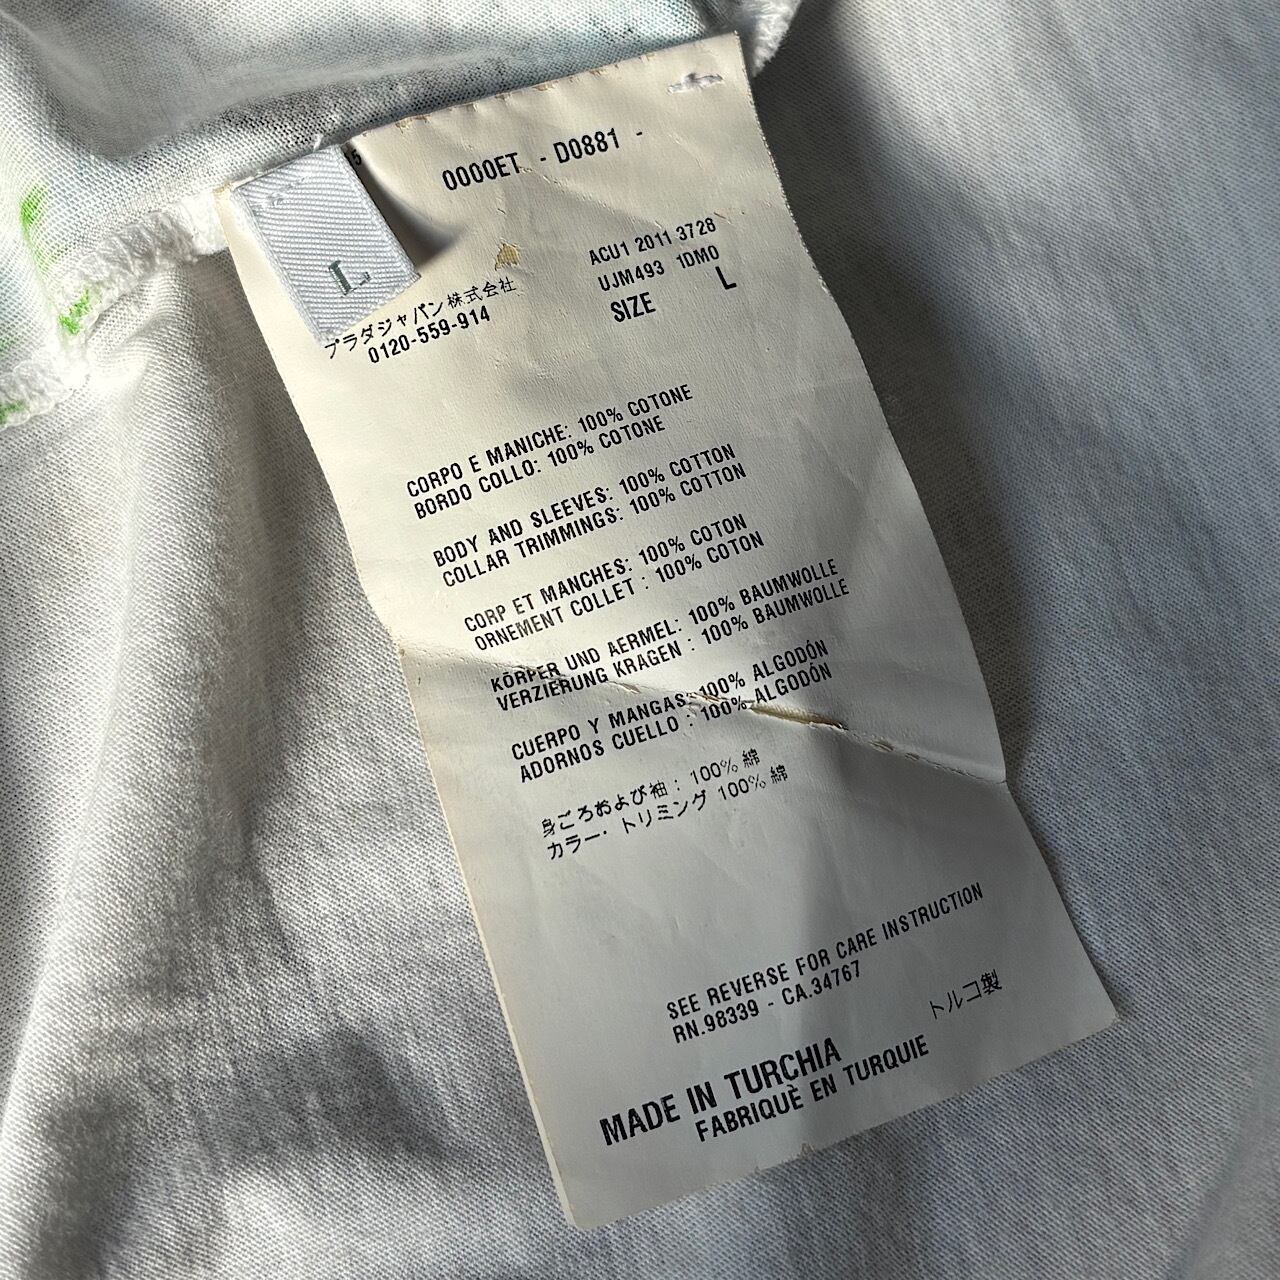 0000ET - D0881 -
5
ACU1 2011 3728
UJM493 1DM0
SIZE L
L
プラダジャパン株式会社
0120-559-914
CORPO E MANICHE: 100% COTONE
BORDO COLLO: 100% COTONE
BODY AND SLEEVES: 100% COTTON
COLLAR TRIMMINGS: 100% COTTON
CORP ET MANCHES: 100% COTON
ORNEMENT COLLET : 100% COTON
KÖRPER UND AERMEL: 100% BAUMWOLLE
VERZIERUNG KRAGEN : 100% BAUMWOLLE
CUERPO Y MANGAS: 100% ALGODÓN
ADORNOS CUELLO : 100% ALGODÓN
身ごろおよび袖 : 100% 綿
カラー・トリミング 100% 綿
SEE REVERSE FOR CARE INSTRUCTION
RN.98339 - CA.34767
トルコ製
MADE IN TURCHIA
FABRIQUÈ EN TURQUIE